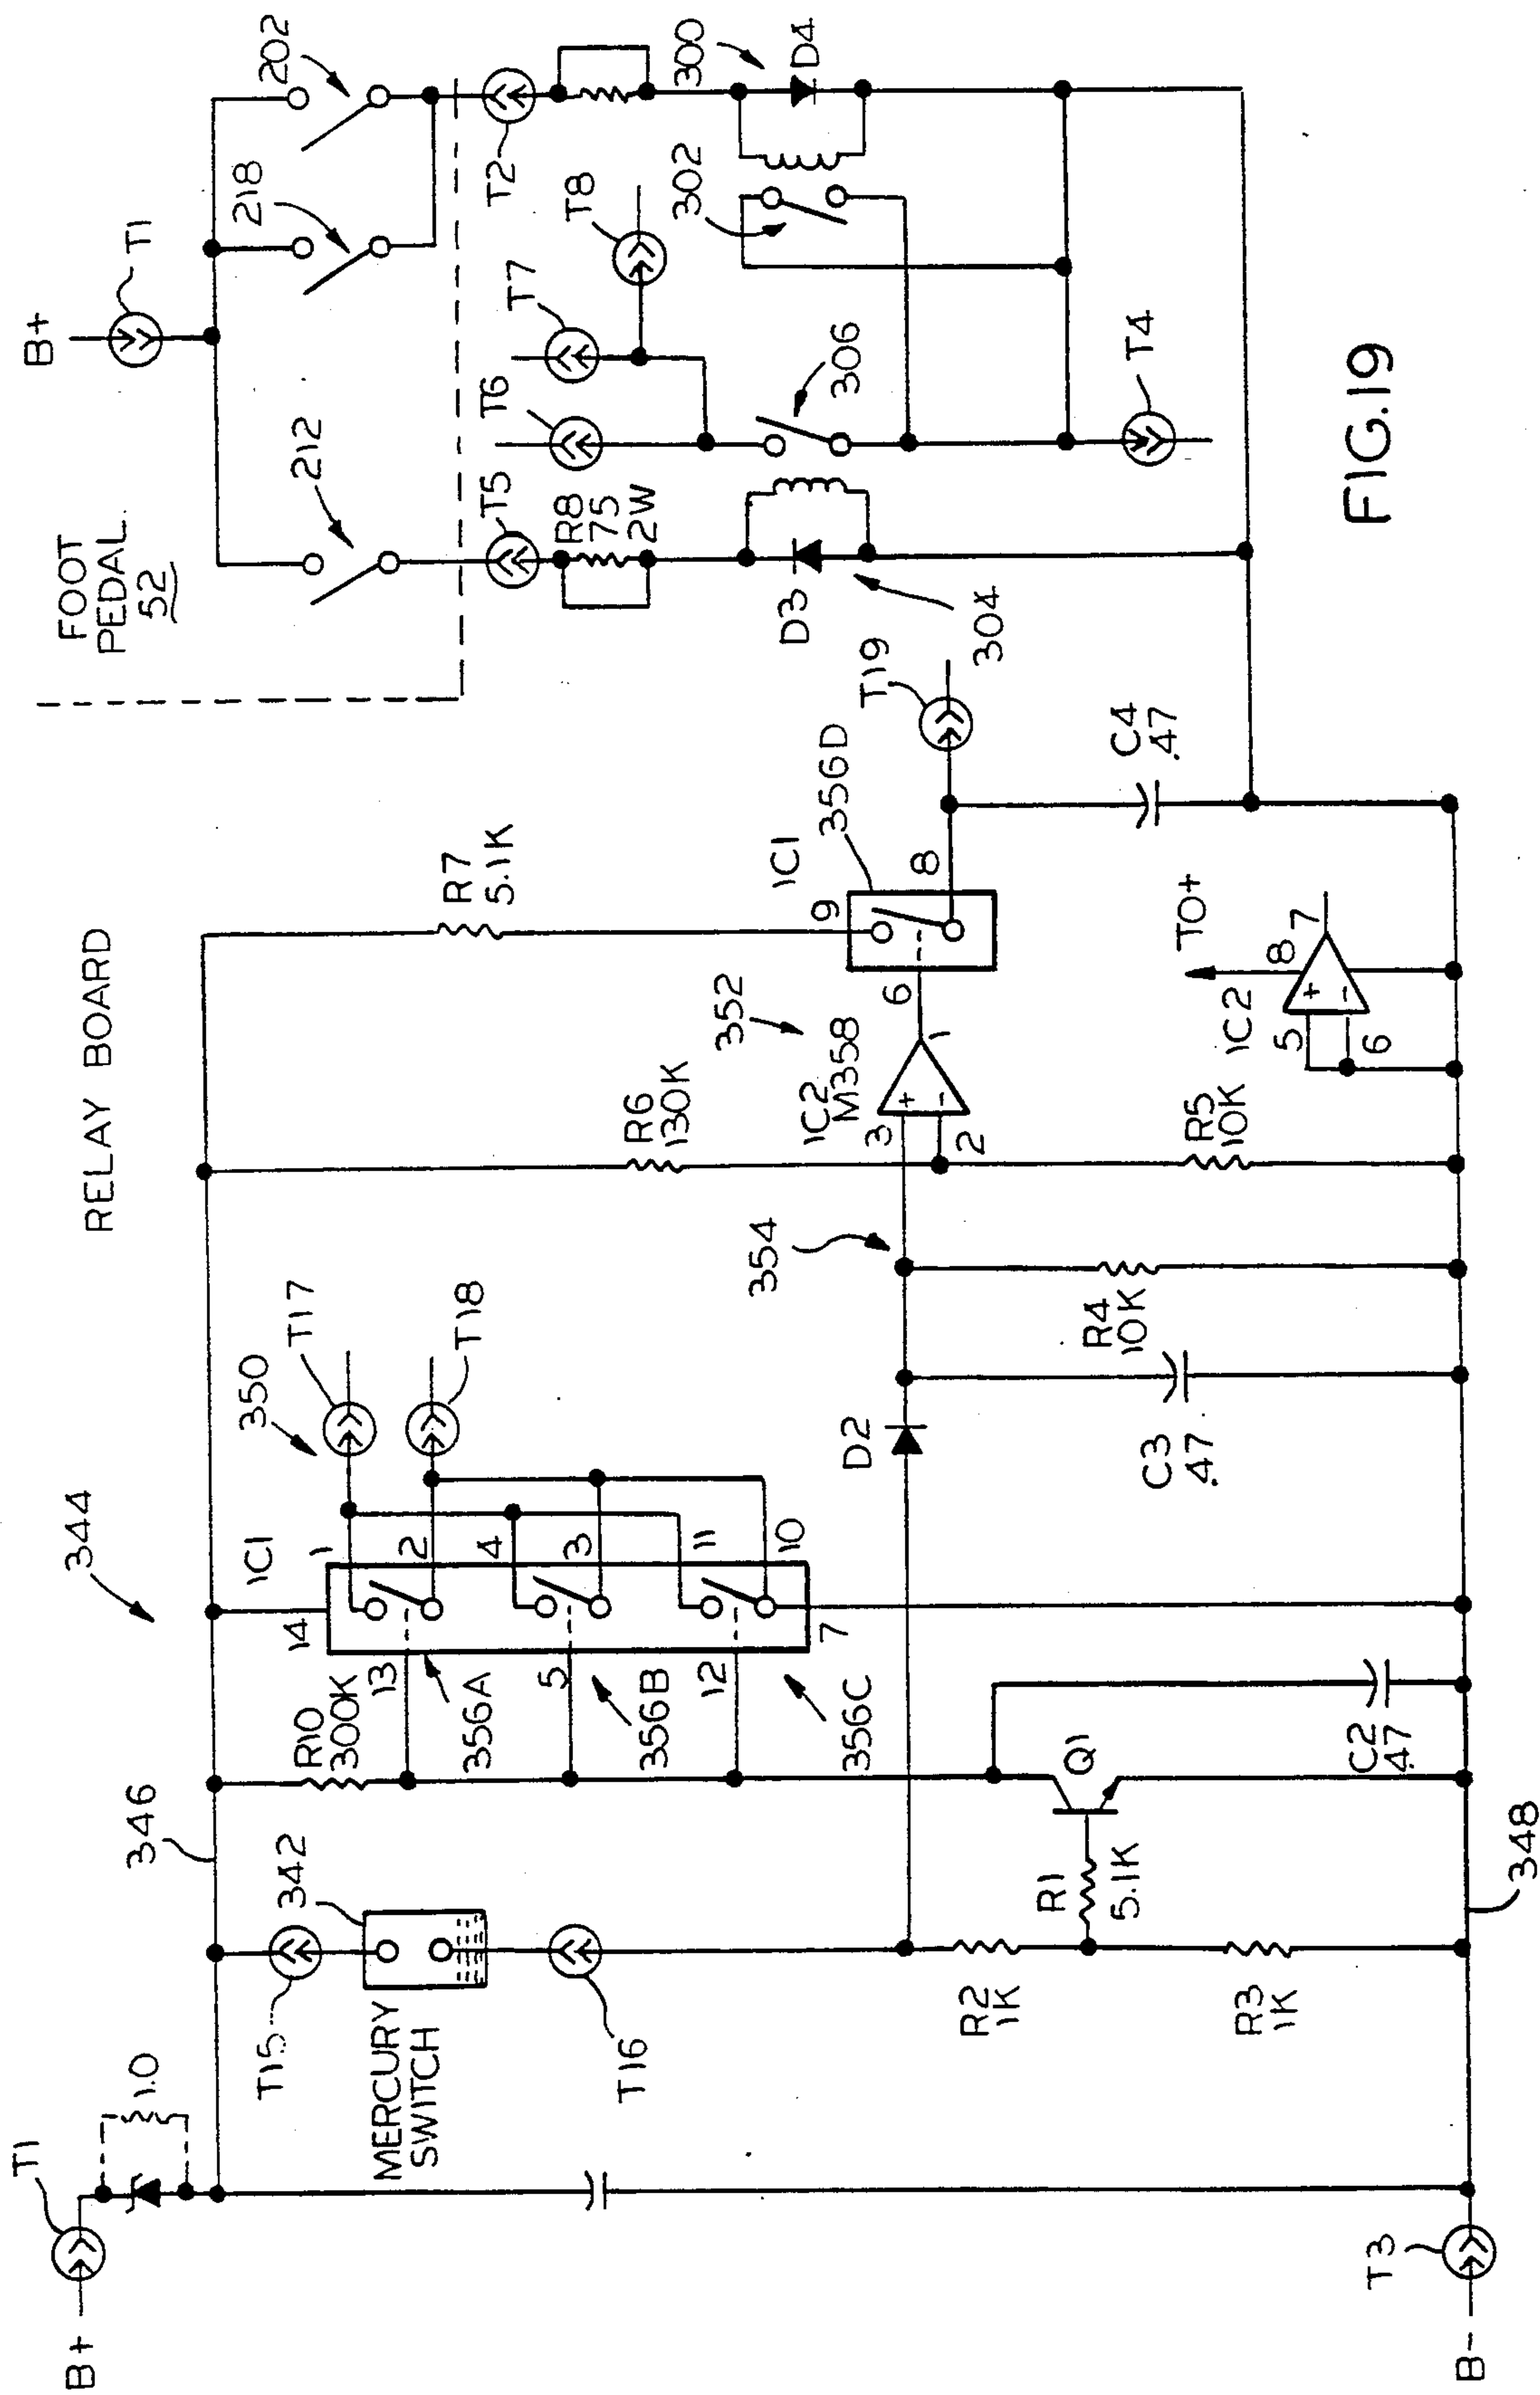 B+
T1
1.0
T15
342
MERCURY
SWITCH
T16
346
344
R10
300K
IC1
14
1
2
4
3
11
10
7
13
5
12
356A
356B
356C
350
T17
T18
R2
1K
R3
1K
R1
5.1K
Q1
C2
.47
T3
B-
348
RELAY BOARD
D2
C3
.47
R4
10K
354
R6
130K
R5
10K
IC2
M358
3
2
1
352
R7
5.1K
IC1
356D
9
6
8
T19
C4
.47
IC2
5
6
8
7
TO+
FOOT
PEDAL
52
B+
T1
212
218
202
T5
R8
75
2W
D3
304
T6
T7
T8
306
T4
T2
300
D4
302
FIG.19